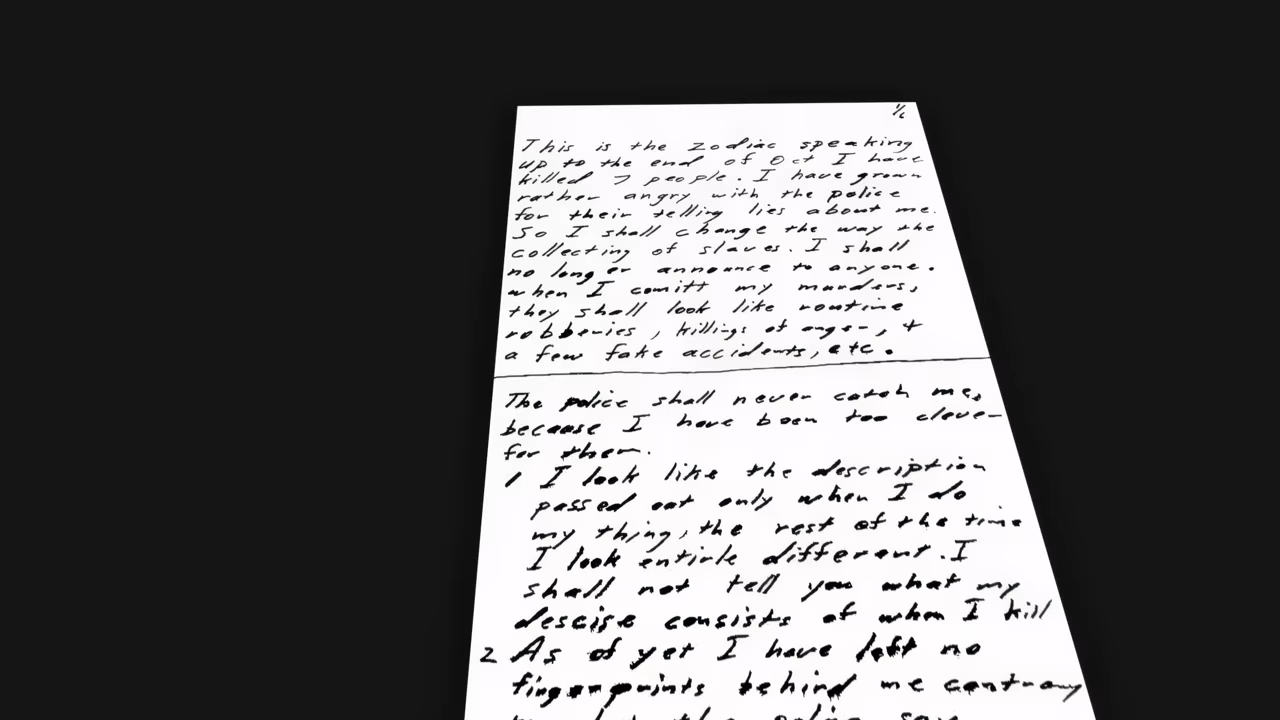 1/6
This is the zodiac speaking
up to the end of Oct I have
killed 7 people. I have grown
rather angry with the police
for their telling lies about me.
So I shall change the way the
collecting of slaves. I shall
no longer announce to anyone.
when I comitt my murders,
they shall look like routine
robberies, killings of anger, +
a few fake accidents, etc.
The police shall never catch me,
because I have been too clever
for them.
1 I look like the description
passed out only when I do
my thing, the rest of the time
I look entirle different. I
shall not tell you what my
descise consists of when I kill
2 As of yet I have left no
fingerprints behind me contrary
the police say